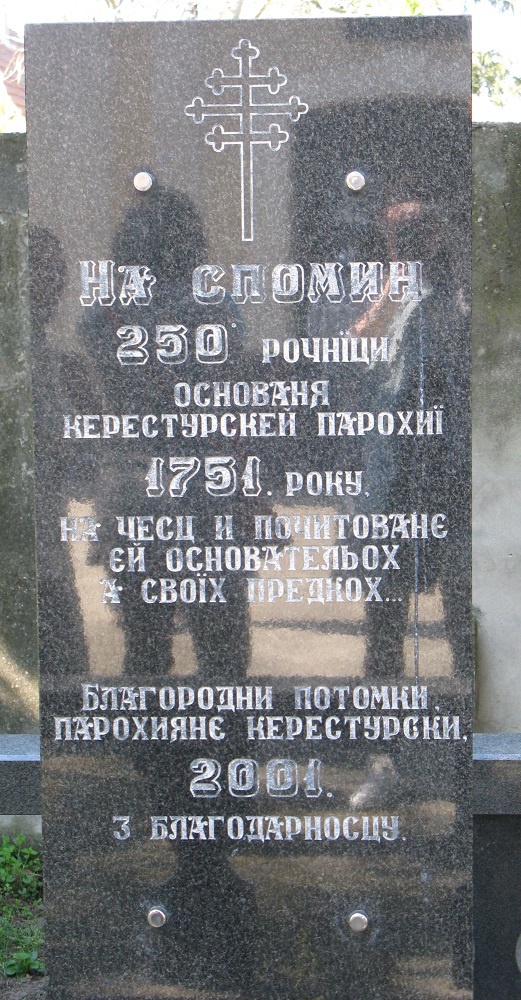 НА СПОМИН
250 РОЧНЇЦИ
ОСНОВАНЯ
КЕРЕСТУРСКЕЙ ПАРОХИЇ
1751. РОКУ,
НА ЧЕСЦ И ПОЧИТОВАНЄ
ЄЙ ОСНОВАТЕЛЬОХ
А СВОЇХ ПРЕДКОХ...
БЛАГОРОДНИ ПОТОМКИ,
ПАРОХИЯНЄ КЕРЕСТУРСКИ,
2001.
З БЛАГОДАРНОСЦУ.